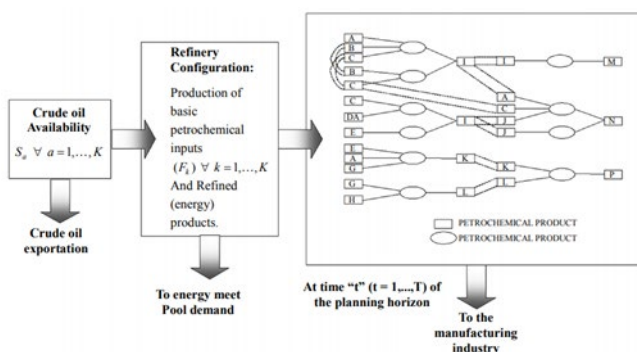 Crude oil
Availability
S_a ∀ a = 1,…,K
Crude oil
exportation
Refinery
Configuration:
Production of
basic
petrochemical
inputs
(F_k) ∀ k = 1,…,K
And Refined
(energy)
products.
To energy meet
Pool demand
A
B
C
B
C
C
DA
E
E
A
G
G
H
I
I
A
C
I
I
J
K
K
L
L
M
N
P
PETROCHEMICAL PRODUCT
PETROCHEMICAL PRODUCT
At time “t” (t = 1,...,T) of
the planning horizon
To the
manufacturing
industry